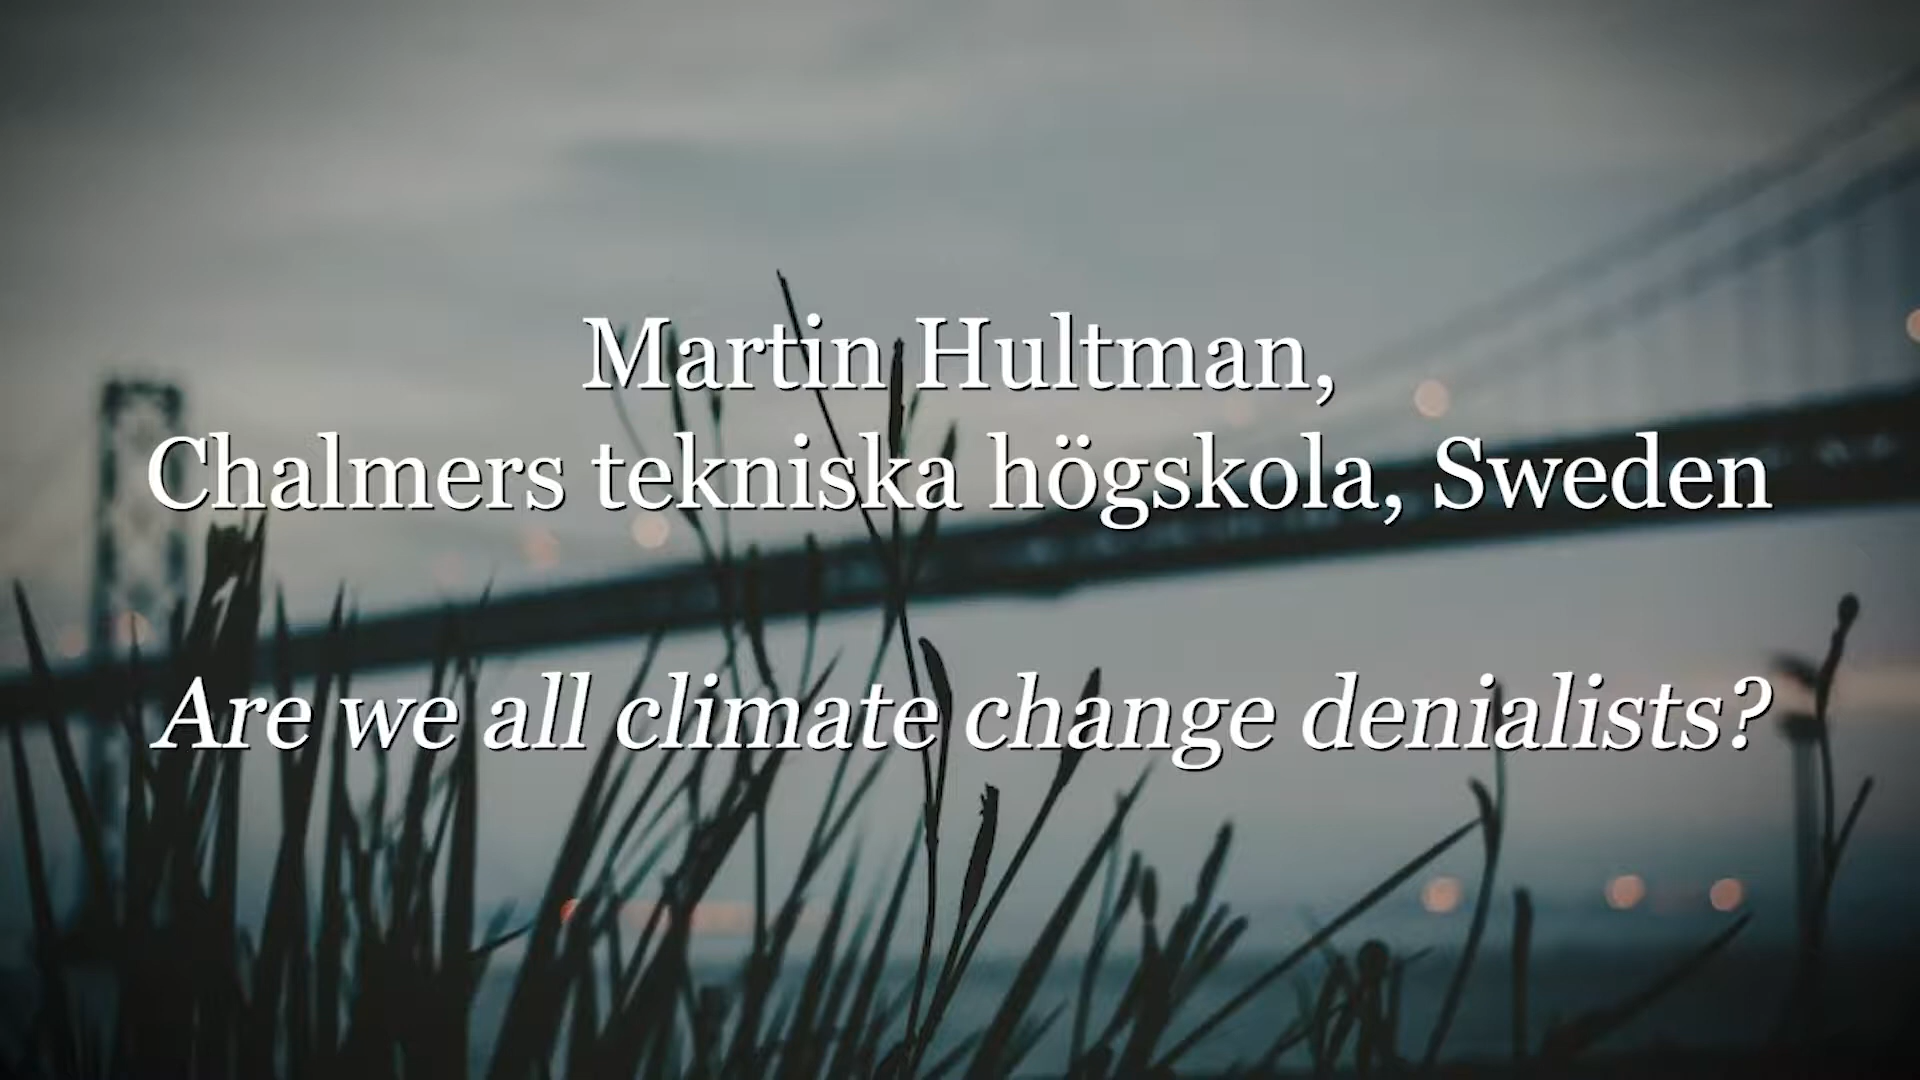 Martin Hultman,
Chalmers tekniska högskola, Sweden
Are we all climate change denialists?